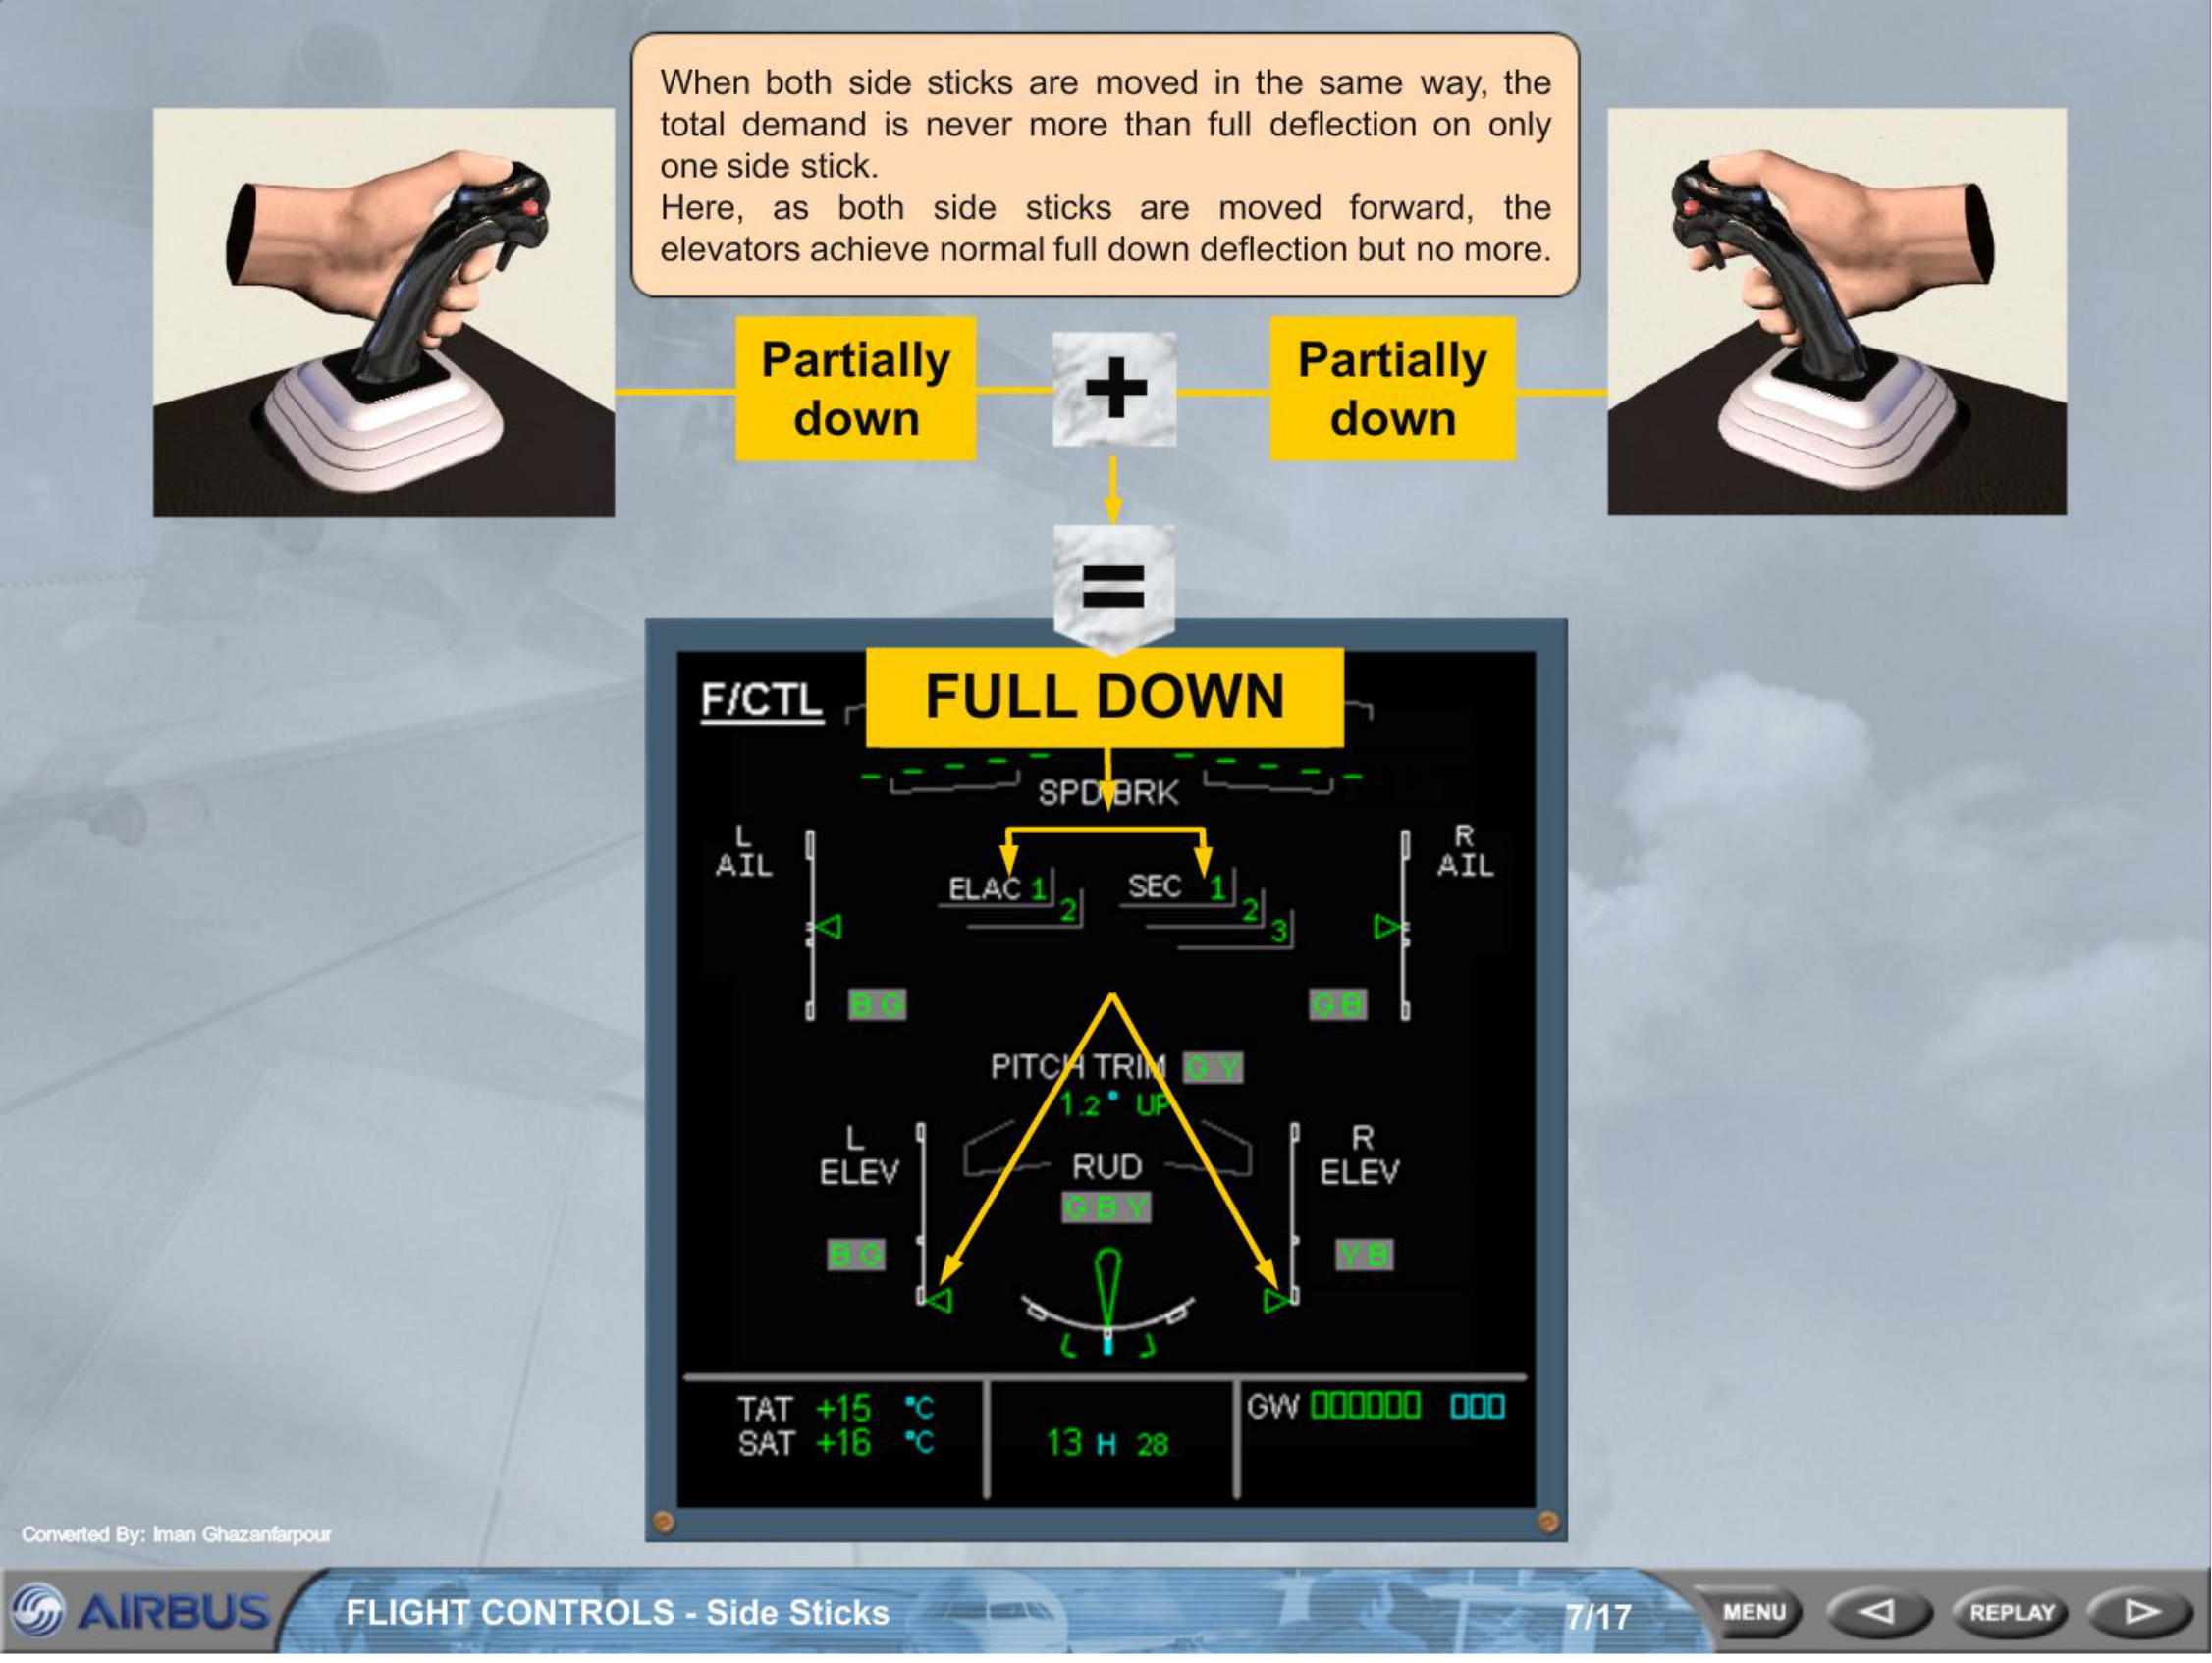 When both side sticks are moved in the same way, the
total demand is never more than full deflection on only
one side stick.
Here, as both side sticks are moved forward, the
elevators achieve normal full down deflection but no more.
Partially
down
+
Partially
down
=
FULL DOWN
F/CTL
SPD BRK
L
AIL
R
AIL
ELAC 1
2
SEC 1
2
3
B G
G B
PITCH TRIM G Y
1.2° UP
L
ELEV
R
ELEV
RUD
G B Y
B G
Y B
TAT +15 °C
SAT +16 °C
13 H 28
GW
Converted By: Iman Ghazanfarpour
AIRBUS
FLIGHT CONTROLS - Side Sticks
7/17
MENU
REPLAY